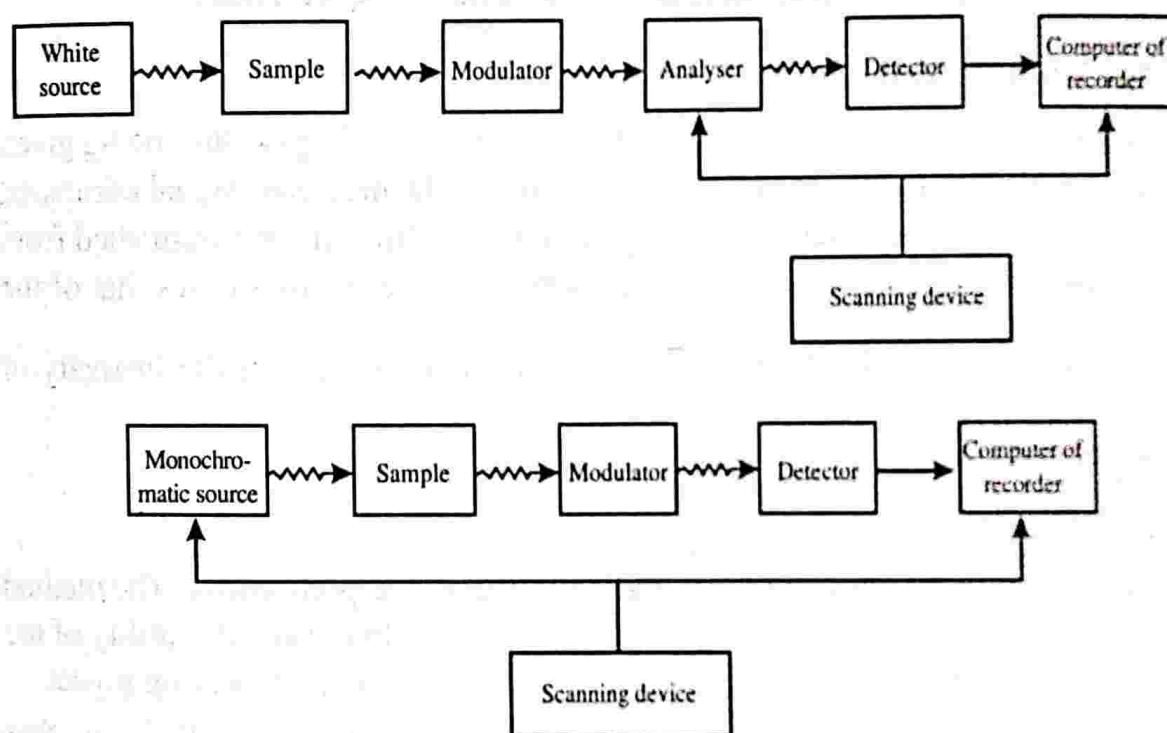 White
source
Sample
Modulator
Analyser
Detector
Computer of
recorder
Scanning device
Monochro-
matic source
Sample
Modulator
Detector
Computer of
recorder
Scanning device